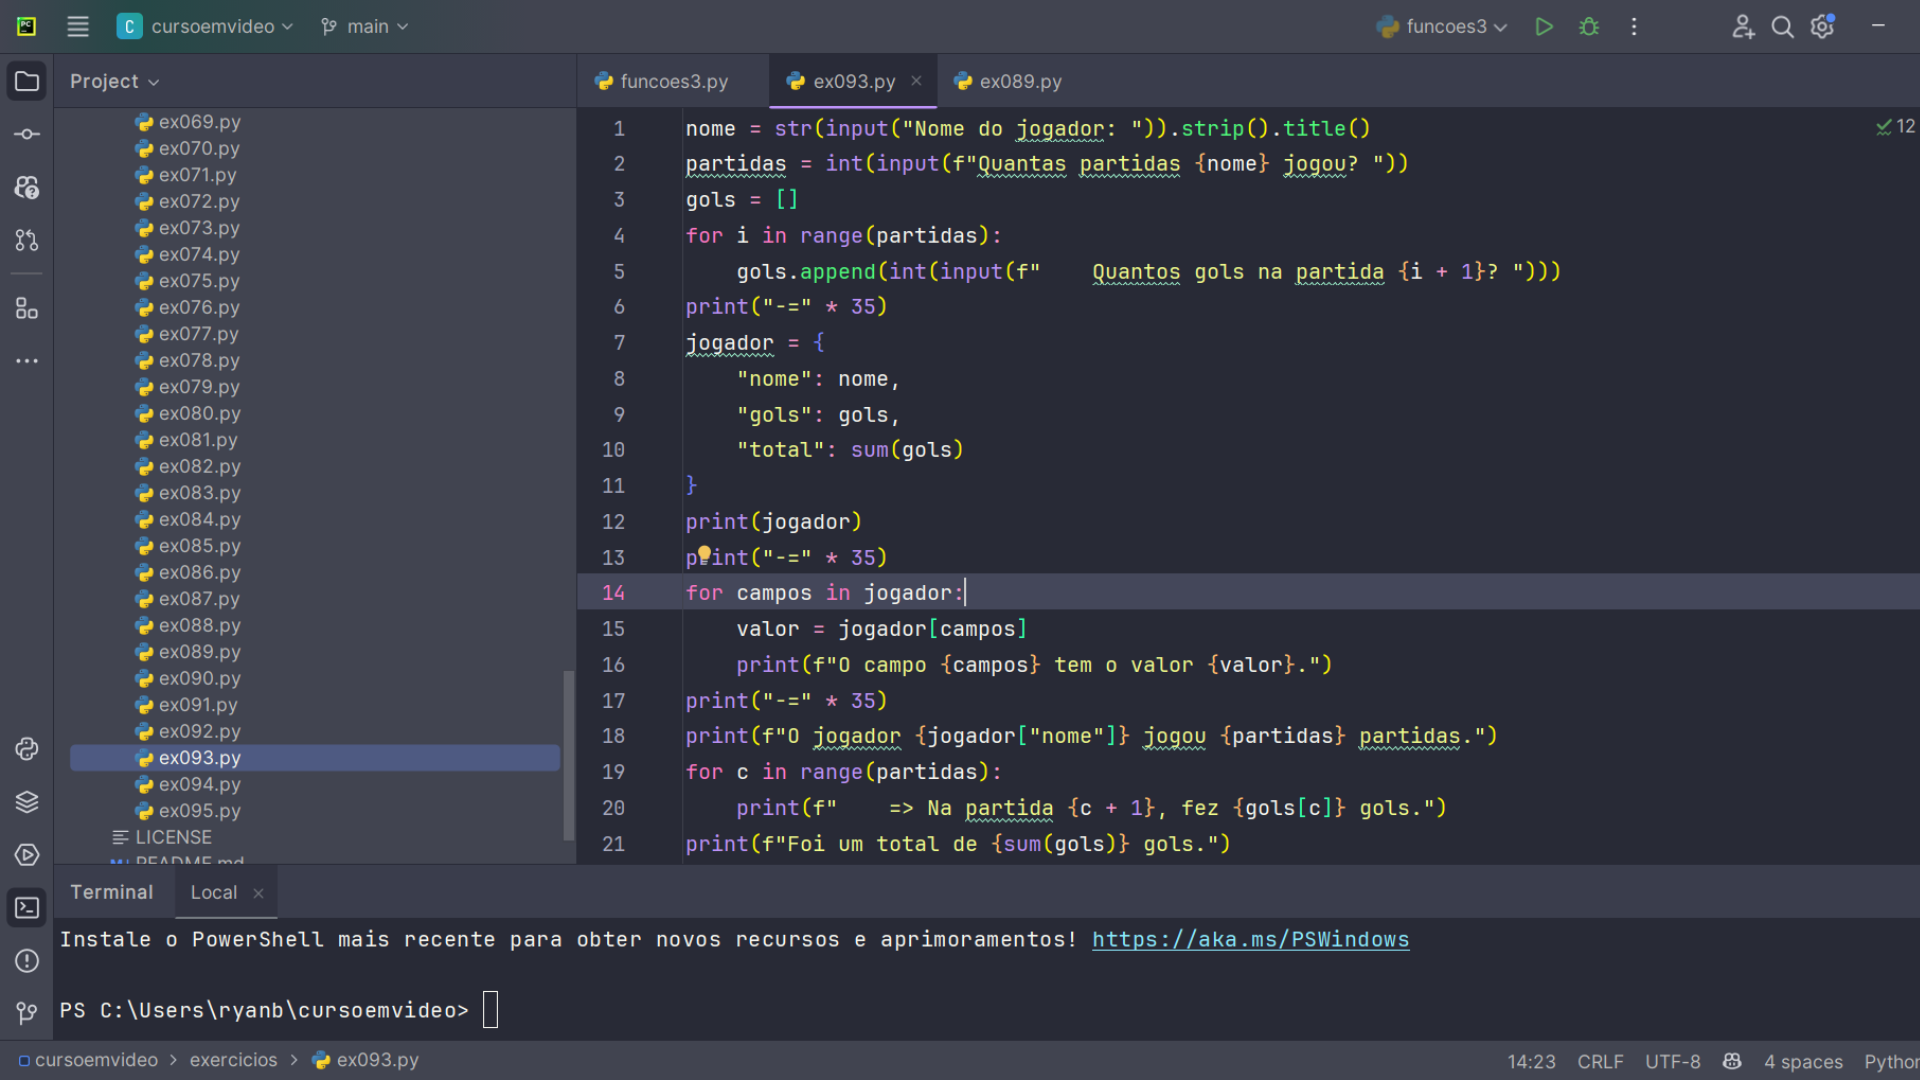 PC
C cursoemvideo main funcoes3
Project
funcoes3.py ex093.py ex089.py
ex069.py
ex070.py
ex071.py
ex072.py
ex073.py
ex074.py
ex075.py
ex076.py
ex077.py
ex078.py
ex079.py
ex080.py
ex081.py
ex082.py
ex083.py
ex084.py
ex085.py
ex086.py
ex087.py
ex088.py
ex089.py
ex090.py
ex091.py
ex092.py
ex093.py
ex094.py
ex095.py
LICENSE
README.md
12
1 nome = str(input("Nome do jogador: ")).strip().title()
2 partidas = int(input(f"Quantas partidas {nome} jogou? "))
3 gols = []
4 for i in range(partidas):
5     gols.append(int(input(f"    Quantos gols na partida {i + 1}? ")))
6 print("-=" * 35)
7 jogador = {
8     "nome": nome,
9     "gols": gols,
10     "total": sum(gols)
11 }
12 print(jogador)
13 print("-=" * 35)
14 for campos in jogador:
15     valor = jogador[campos]
16     print(f"O campo {campos} tem o valor {valor}.")
17 print("-=" * 35)
18 print(f"O jogador {jogador["nome"]} jogou {partidas} partidas.")
19 for c in range(partidas):
20     print(f"    => Na partida {c + 1}, fez {gols[c]} gols.")
21 print(f"Foi um total de {sum(gols)} gols.")
Terminal Local
Instale o PowerShell mais recente para obter novos recursos e aprimoramentos! https://aka.ms/PSWindows
PS C:\Users\ryanb\cursoemvideo>
cursoemvideo > exercicios > ex093.py
14:23 CRLF UTF-8 4 spaces Python